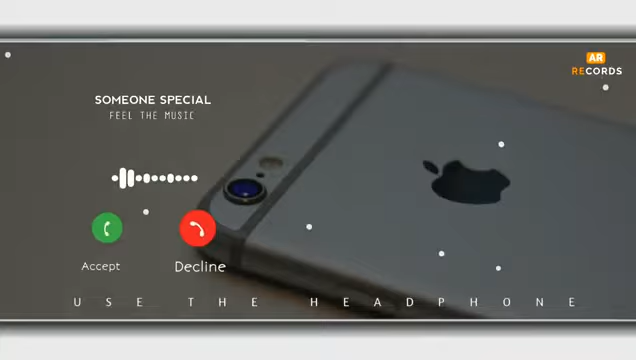 AR
RECORDS
SOMEONE SPECIAL
FEEL THE MUSIC
Accept
Decline
USE THE HEADPHONE